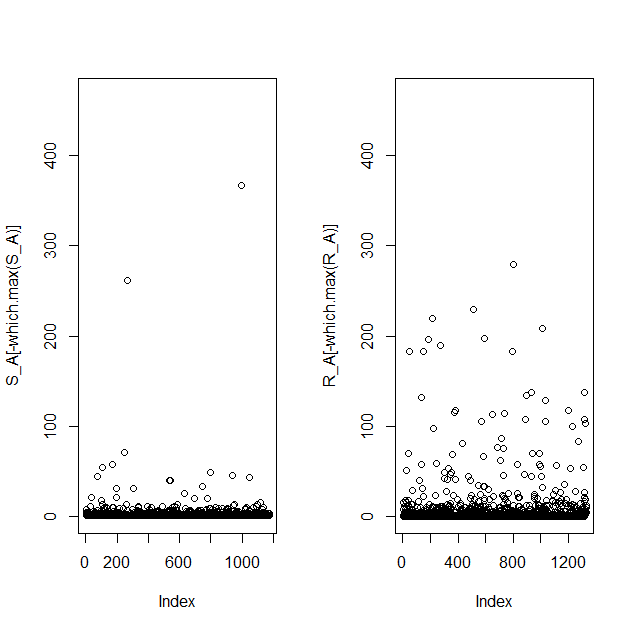 S_A[-which.max(S_A)]
0 100 200 300 400
0 200 600 1000
Index
R_A[-which.max(R_A)]
0 100 200 300 400
0 400 800 1200
Index